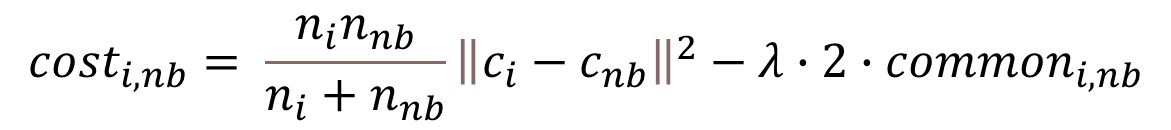 cost_{i,nb} = \frac{n_i n_{nb}}{n_i + n_{nb}} ‖c_i − c_{nb}‖^2 − λ · 2 · common_{i,nb}